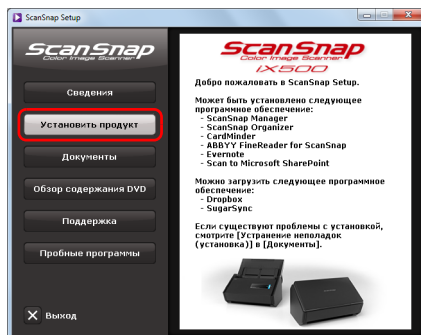 ScanSnap Setup
ScanSnap
Color Image Scanner
Сведения
Установить продукт
Документы
Обзор содержания DVD
Поддержка
Пробные программы
Выход
ScanSnap
Color Image Scanner
iX500
Добро пожаловать в ScanSnap Setup.
Может быть установлено следующее
программное обеспечение:
- ScanSnap Manager
- ScanSnap Organizer
- CardMinder
- ABBYY FineReader for ScanSnap
- Evernote
- Scan to Microsoft SharePoint
Можно загрузить следующее программное
обеспечение:
- Dropbox
- SugarSync
Если существуют проблемы с установкой,
смотрите [Устранение неполадок
(установка)] в [Документы].